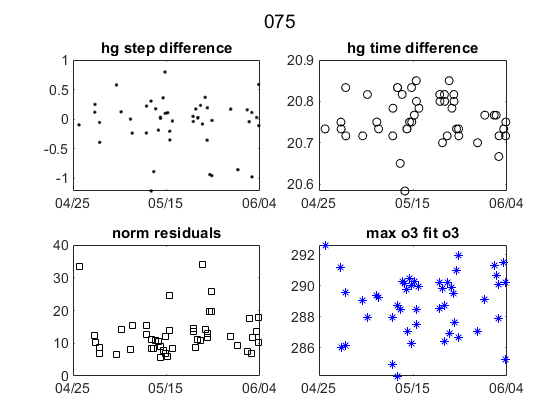 075
hg step difference
hg time difference
1
0.5
0
-0.5
-1
04/25 05/15 06/04
20.9
20.8
20.7
20.6
04/25 05/15 06/04
norm residuals
max o3 fit o3
40
30
20
10
0
04/25 05/15 06/04
292
290
288
286
04/25 05/15 06/04